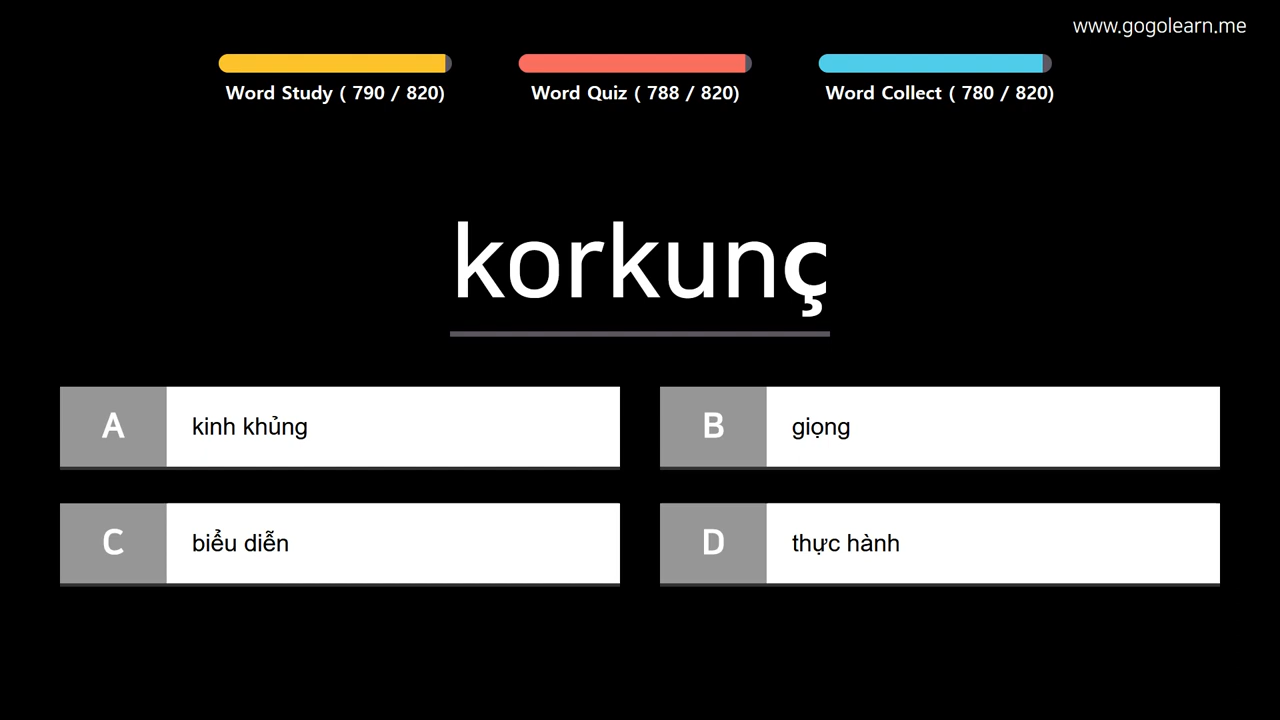 www.gogolearn.me
Word Study ( 790 / 820)
Word Quiz ( 788 / 820)
Word Collect ( 780 / 820)
korkunç
A kinh khủng
B giọng
C biểu diễn
D thực hành